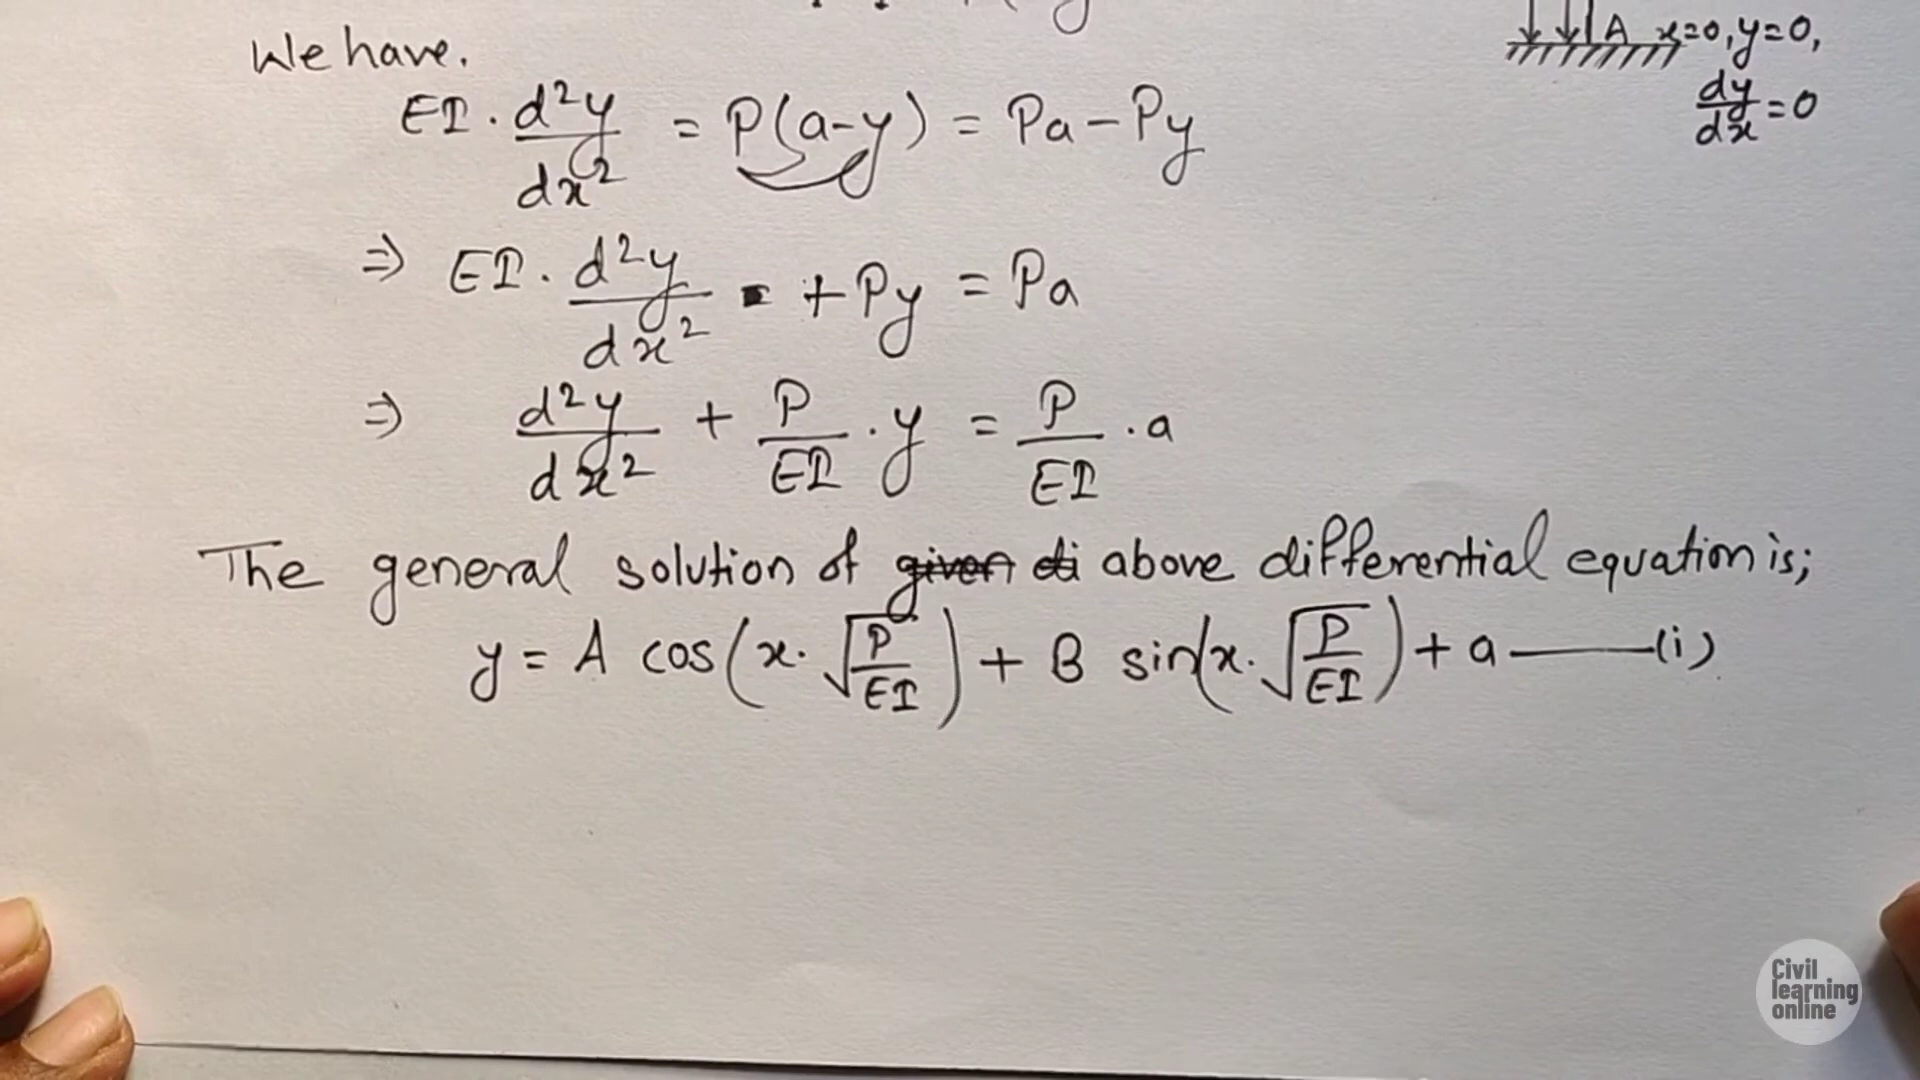 We have.
A x=0, y=0,
dy/dx = 0
EI · d²y/dx² = P(a-y) = Pa - Py
⇒ EI · d²y/dx² + Py = Pa
⇒ d²y/dx² + P/EI · y = P/EI · a
The general solution of given di above differential equation is;
y = A cos(x·√(P/EI)) + B sin(x·√(P/EI)) + a ——— (i)
Civil
learning
online